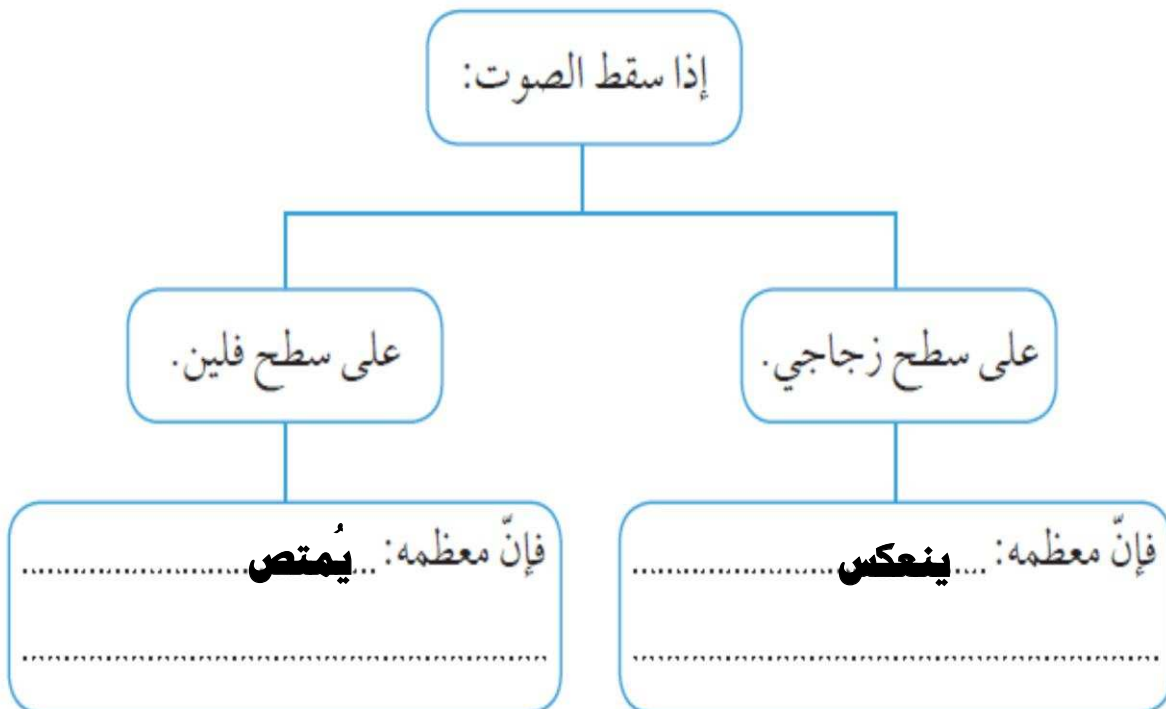 إذا سقط الصوت:
على سطح زجاجي.
على سطح فلين.
فإنّ معظمه: ينعكس
فإنّ معظمه: يُمتص